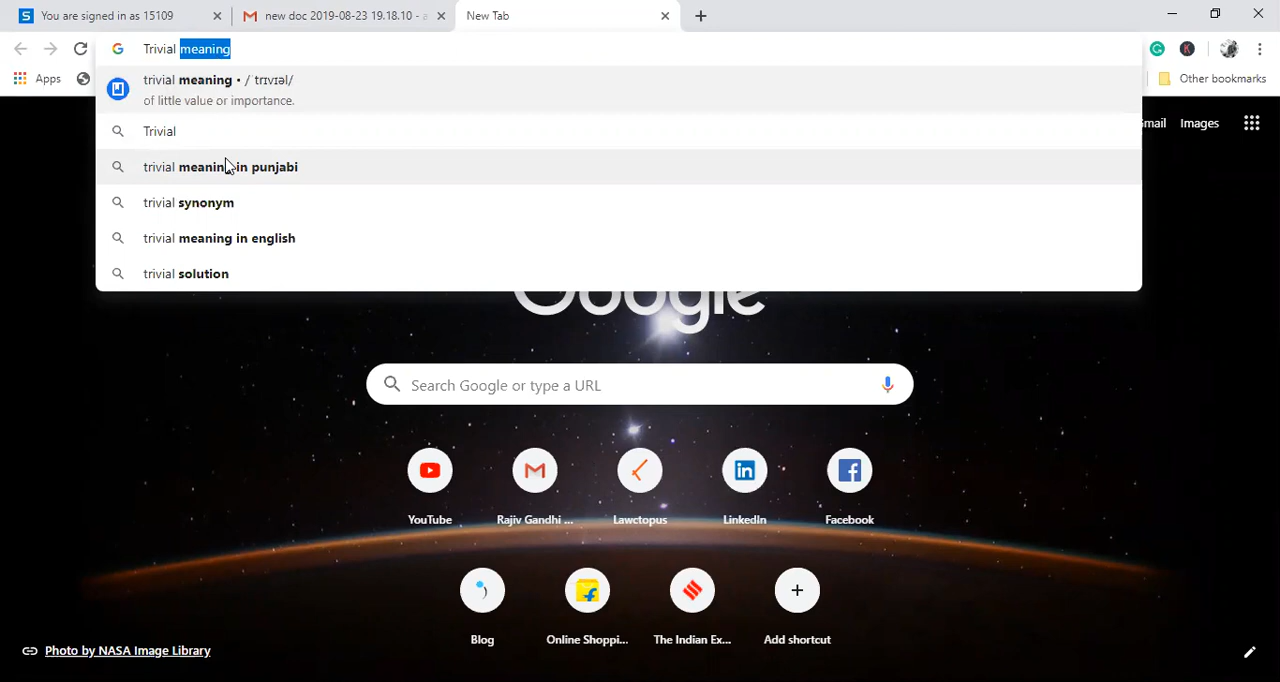 You are signed in as 15109
new doc 2019-08-23 19.18.10 -
New Tab
Trivial meaning
Apps
Other bookmarks
trivial meaning • / ˈtrɪvɪəl/
of little value or importance.
Trivial
trivial meaning in punjabi
trivial synonym
trivial meaning in english
trivial solution
Gmail
Images
Google
Search Google or type a URL
YouTube
Rajiv Gandhi ...
Lawctopus
LinkedIn
Facebook
Blog
Online Shoppi...
The Indian Ex...
Add shortcut
Photo by NASA Image Library